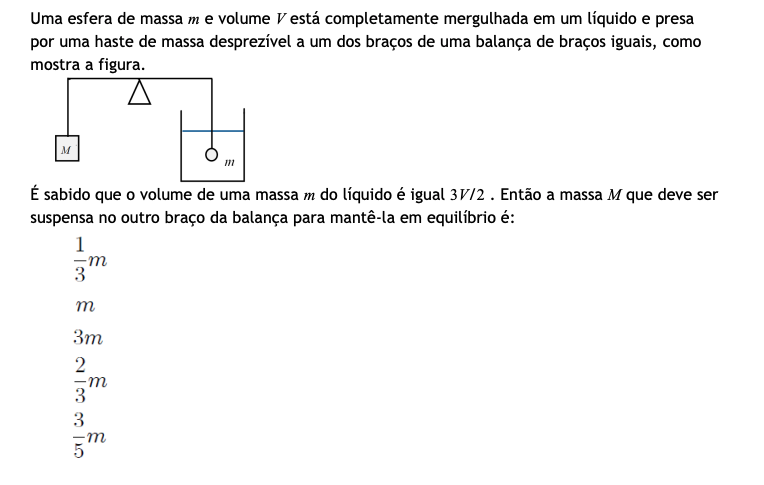 Uma esfera de massa m e volume V está completamente mergulhada em um líquido e presa
por uma haste de massa desprezível a um dos braços de uma balança de braços iguais, como
mostra a figura.
M
m
É sabido que o volume de uma massa m do líquido é igual 3V/2 . Então a massa M que deve ser
suspensa no outro braço da balança para mantê-la em equilíbrio é:
1/3 m
m
3m
2/3 m
3/5 m